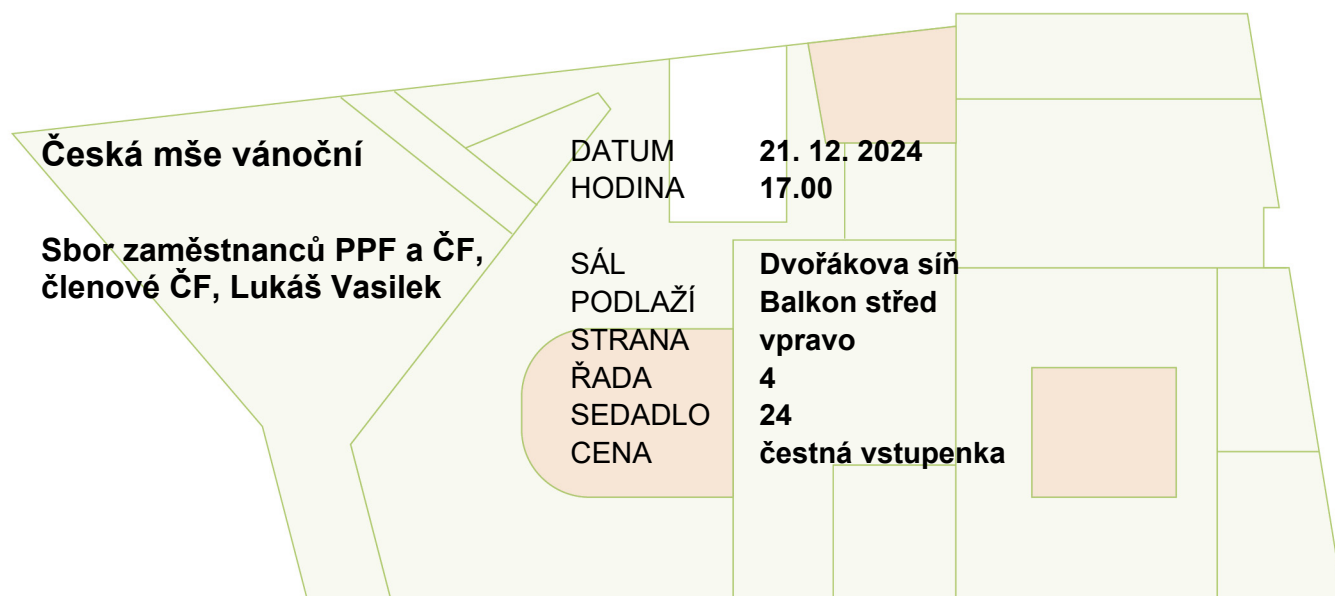 Česká mše vánoční
Sbor zaměstnanců PPF a ČF,
členové ČF, Lukáš Vasilek
DATUM 21. 12. 2024
HODINA 17.00
SÁL Dvořákova síň
PODLAŽÍ Balkon střed
STRANA vpravo
ŘADA 4
SEDADLO 24
CENA čestná vstupenka